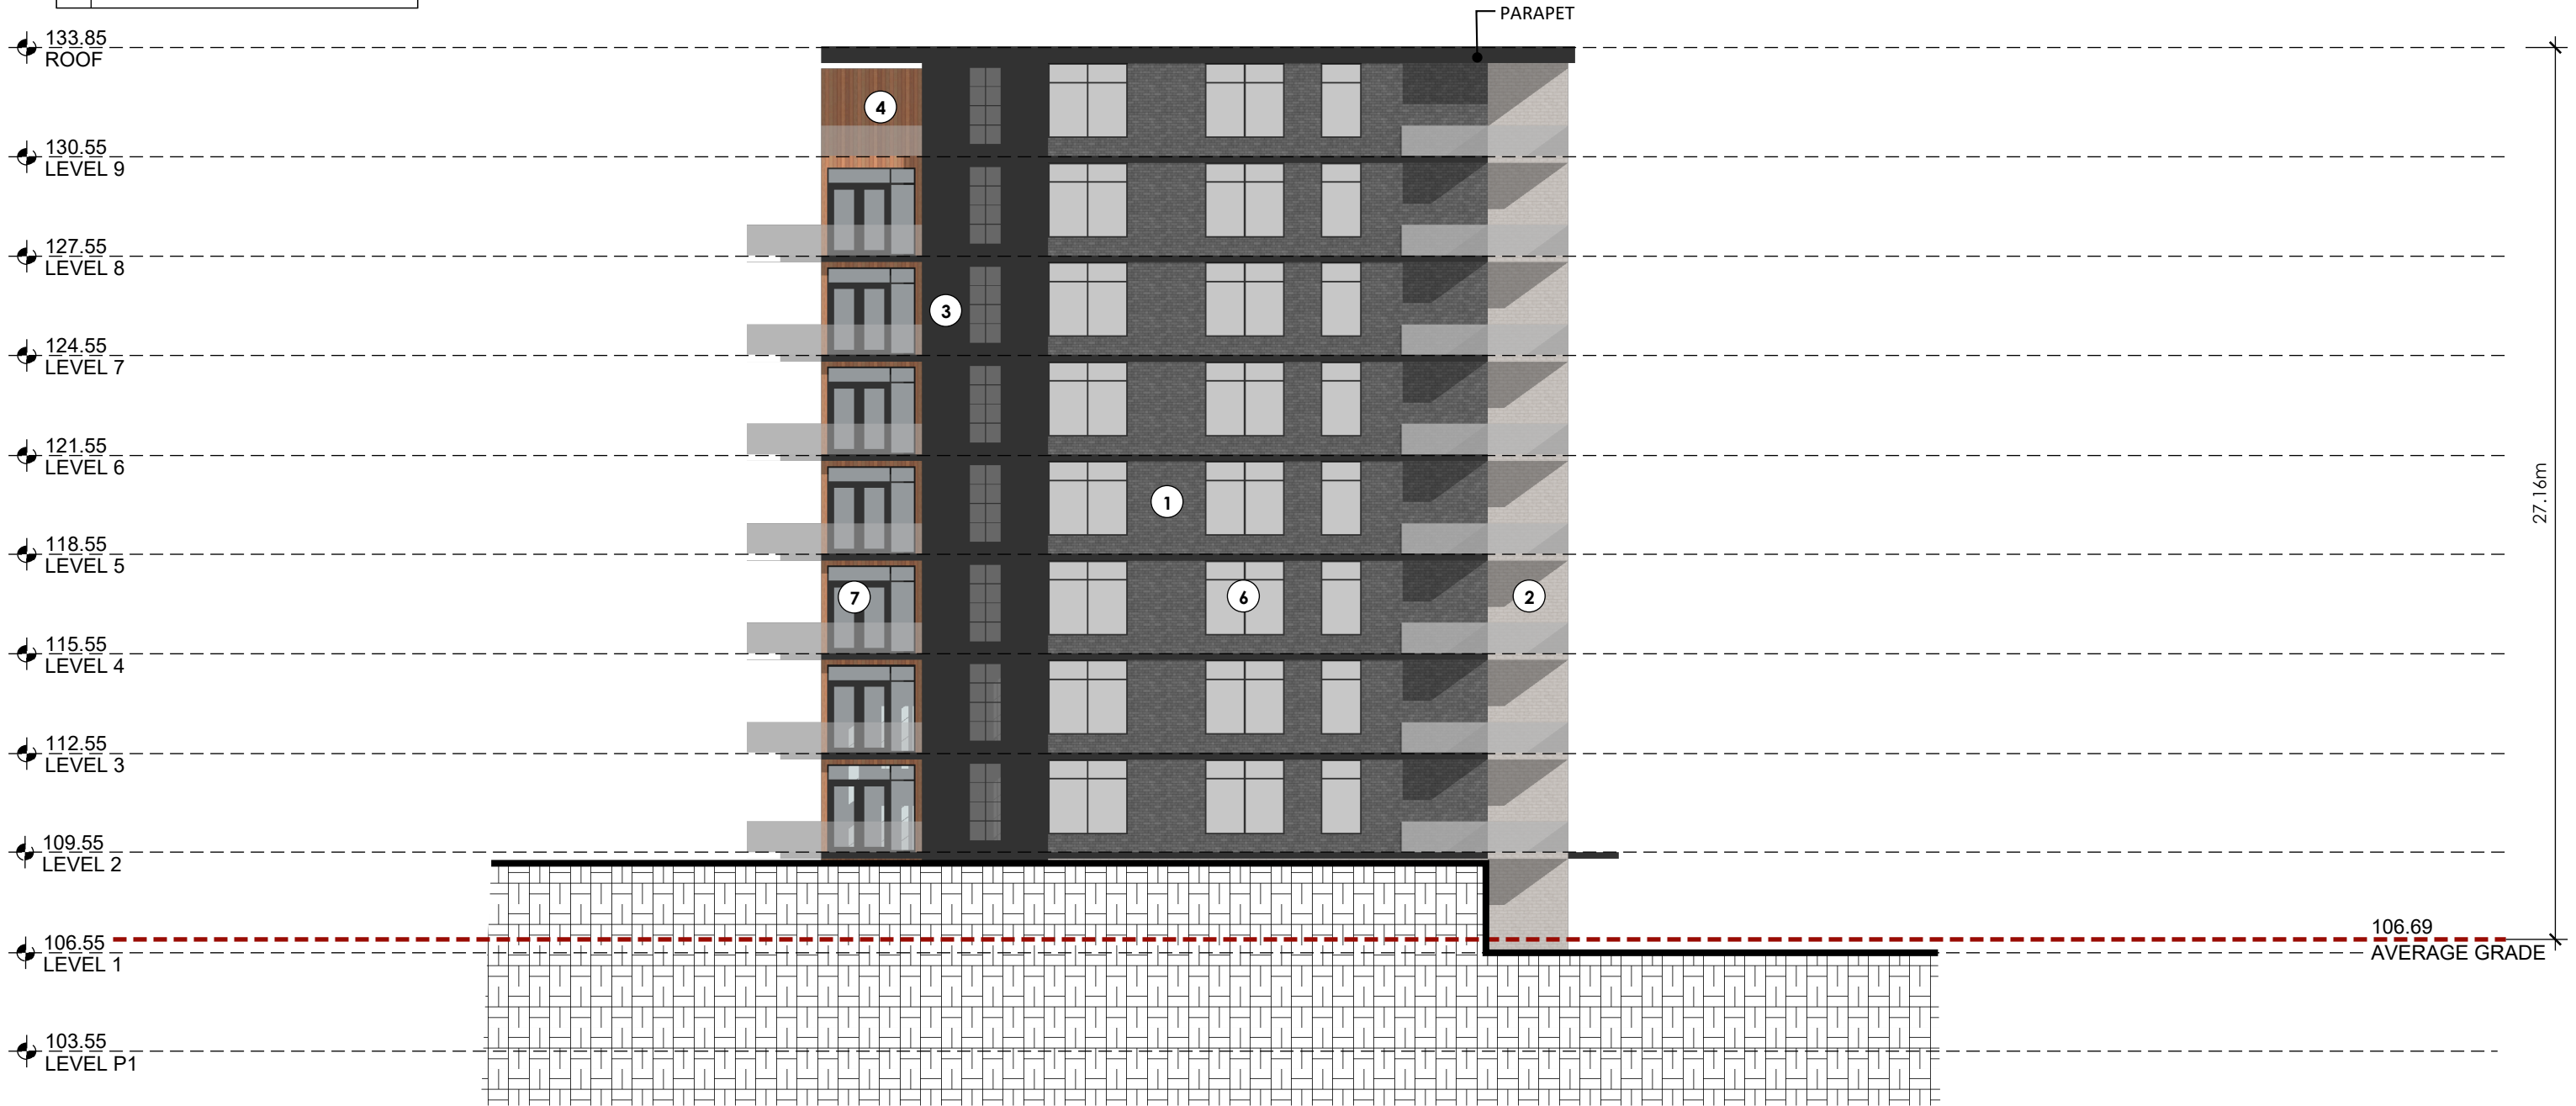 PARAPET
133.85
ROOF
4
130.55
LEVEL 9
127.55
LEVEL 8
3
124.55
LEVEL 7
121.55
LEVEL 6
1
27.16m
118.55
LEVEL 5
7
6
2
115.55
LEVEL 4
112.55
LEVEL 3
109.55
LEVEL 2
106.69
AVERAGE GRADE
106.55
LEVEL 1
103.55
LEVEL P1